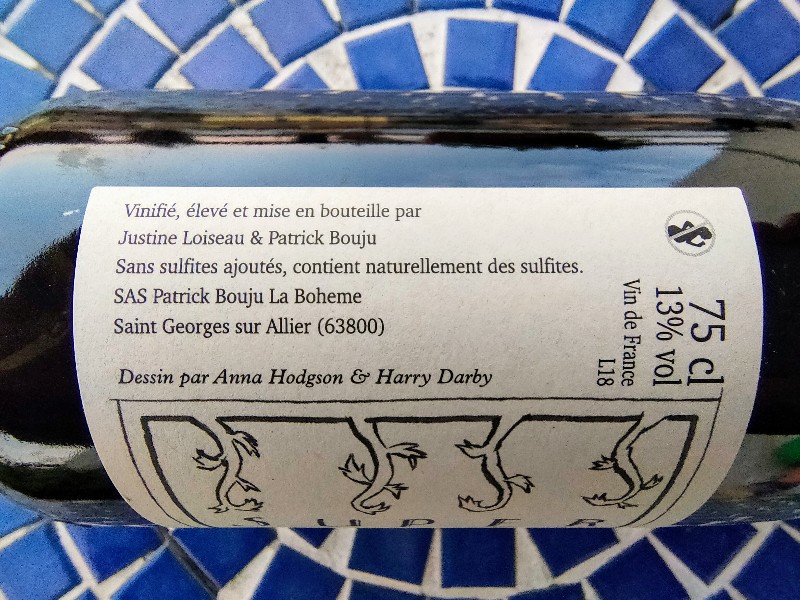 Vinifié, élevé et mise en bouteille par
Justine Loiseau & Patrick Bouju
Sans sulfites ajoutés, contient naturellement des sulfites.
SAS Patrick Bouju La Boheme
Saint Georges sur Allier (63800)
Dessin par Anna Hodgson & Harry Darby
75 cl
13% vol
Vin de France
L18
SUPER